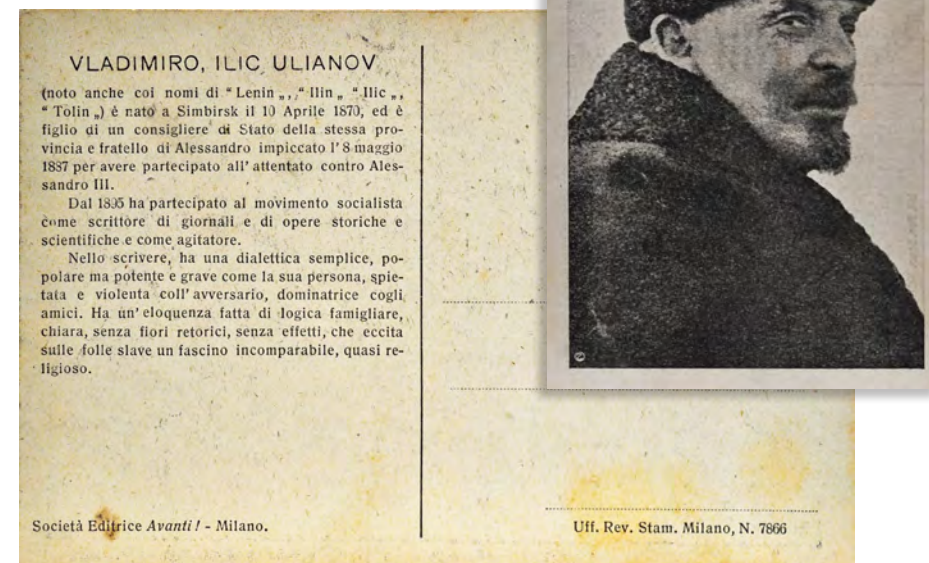 VLADIMIRO, ILIC ULIANOV
(noto anche coi nomi di “ Lenin „, “ Ilin „ “ Ilic „,
“ Tolin „) é nato a Simbirsk il 10 Aprile 1870, ed è
figlio di un consigliere di Stato della stessa pro-
vincia e fratello di Alessandro impiccato l' 8 maggio
1887 per avere partecipato all' attentato contro Ales-
sandro III.
Dal 1895 ha partecipato al movimento socialista
come scrittore di giornali e di opere storiche e
scientifiche e come agitatore.
Nello scrivere, ha una dialettica semplice, po-
polare ma potente e grave come la sua persona, spie-
tata e violenta coll' avversario, dominatrice cogli
amici. Ha un' eloquenza fatta di logica famigliare,
chiara, senza fiori retorici, senza effetti, che eccita
sulle folle slave un fascino incomparabile, quasi re-
ligioso.
Società Editrice Avanti ! - Milano.
Uff. Rev. Stam. Milano, N. 7866